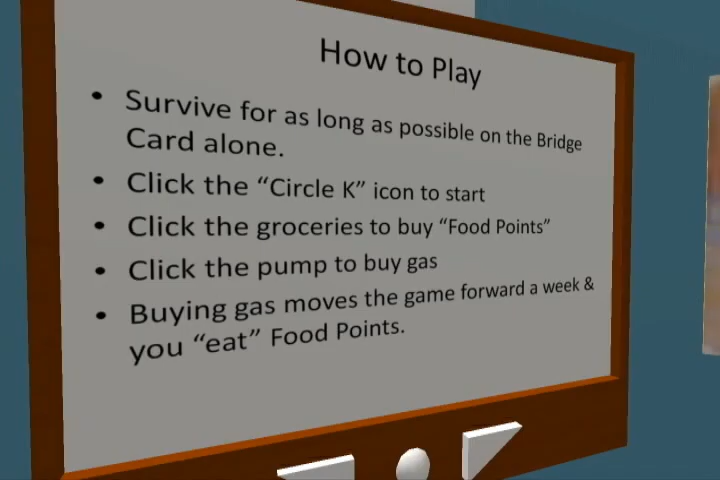 How to Play
• Survive for as long as possible on the Bridge
Card alone.
• Click the “Circle K” icon to start
• Click the groceries to buy “Food Points”
• Click the pump to buy gas
• Buying gas moves the game forward a week &
you “eat” Food Points.